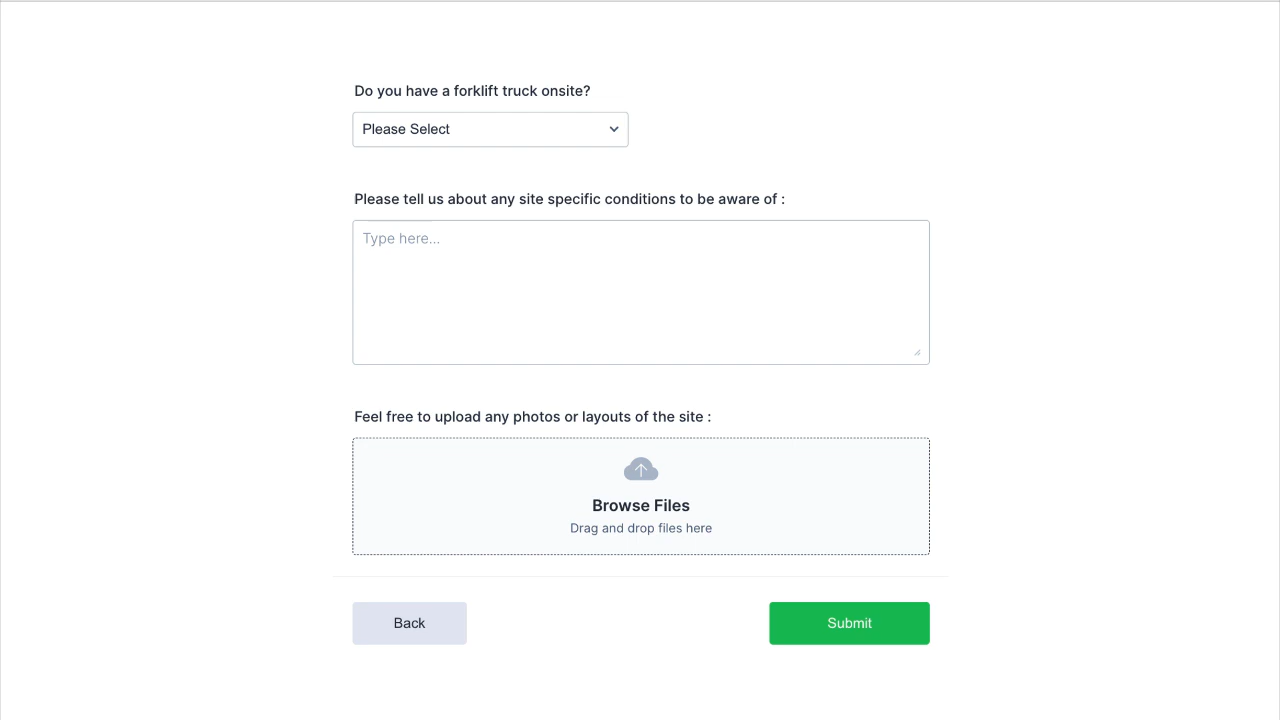 Do you have a forklift truck onsite?
Please Select
Please tell us about any site specific conditions to be aware of :
Type here...
Feel free to upload any photos or layouts of the site :
Browse Files
Drag and drop files here
Back
Submit